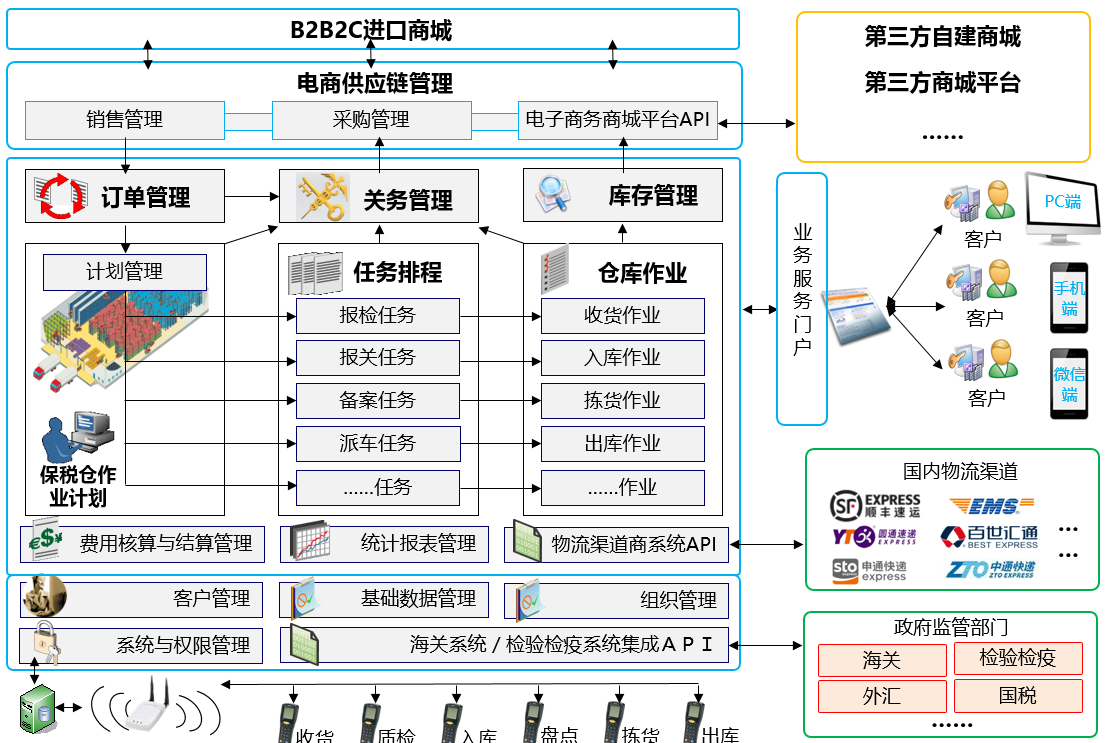 B2B2C进口商城
电商供应链管理
销售管理
采购管理
电子商务商城平台API
第三方自建商城
第三方商城平台
......
订单管理
关务管理
库存管理
计划管理
保税仓作
业计划
任务排程
报检任务
报关任务
备案任务
派车任务
......任务
仓库作业
收货作业
入库作业
拣货作业
出库作业
......作业
费用核算与结算管理
统计报表管理
物流渠道商系统API
客户管理
基础数据管理
组织管理
系统与权限管理
海关系统/检验检疫系统集成ＡＰＩ
业
务
服
务
门
户
客户
PC端
客户
手机
端
客户
微信
端
国内物流渠道
SF EXPRESS
顺丰速运
EMS
YTO 圆通速递
EXPRESS
百世汇通
BEST EXPRESS
...
sto 申通快递
express
ZTO 中通快递
ZTO EXPRESS
...
政府监管部门
海关
检验检疫
外汇
国税
......
收货
质检
入库
盘点
拣货
出库